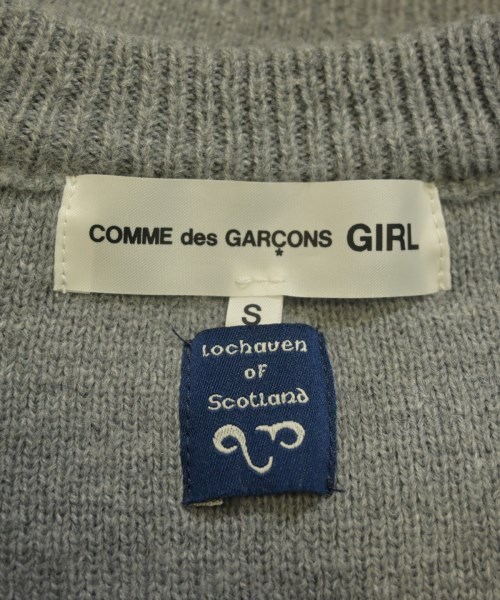 COMME des GARÇONS GIRL
S
Lochaven
OF
Scotland